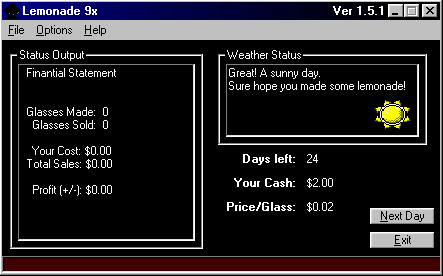 Lemonade 9x Ver 1.5.1
File Options Help
Status Output
Finantial Statement
Glasses Made: 0
Glasses Sold: 0
Your Cost: $0.00
Total Sales: $0.00
Profit (+/-): $0.00
Weather Status
Great! A sunny day.
Sure hope you made some lemonade!
Days left: 24
Your Cash: $2.00
Price/Glass: $0.02
Next Day
Exit